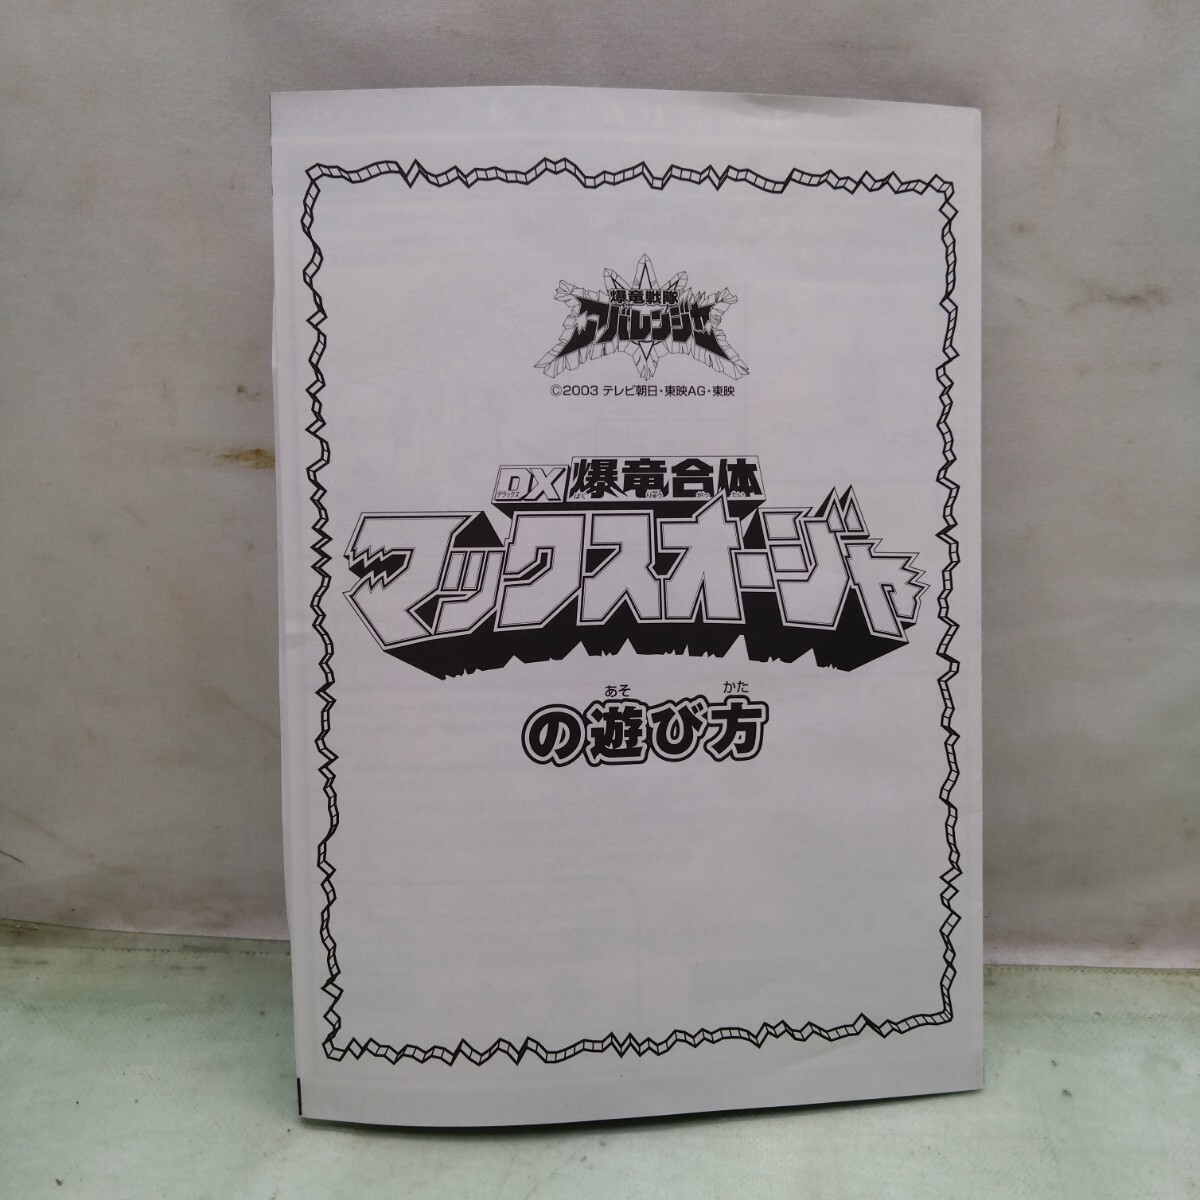 爆竜戦隊
アバレンジャー
©2003 テレビ朝日・東映AG・東映
DX 爆竜合体
デラックス ばく りゅう がっ たい
マックスオージャ
あそ かた
の遊び方